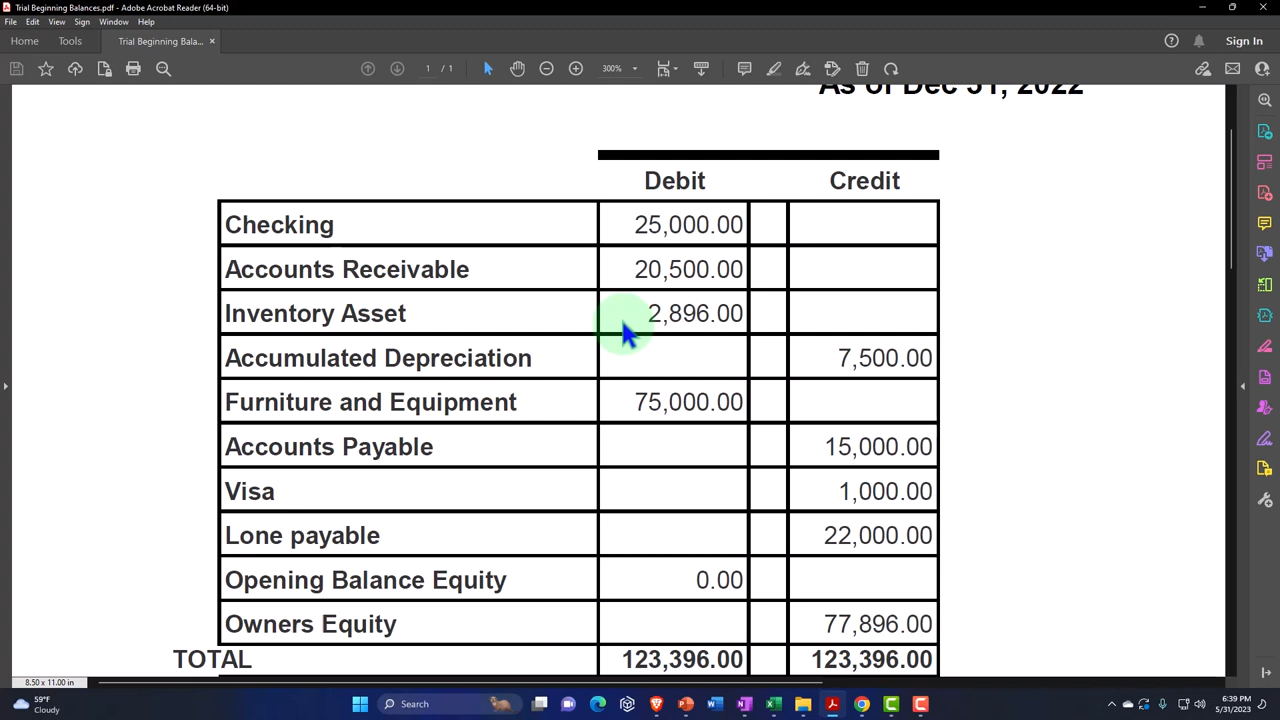 Trial Beginning Balances.pdf - Adobe Acrobat Reader (64-bit)
File Edit View Sign Window Help
Home Tools Trial Beginning Bala... × Sign In
1 / 1 300%
As of Dec 31, 2022
Debit Credit
Checking 25,000.00
Accounts Receivable 20,500.00
Inventory Asset 2,896.00
Accumulated Depreciation 7,500.00
Furniture and Equipment 75,000.00
Accounts Payable 15,000.00
Visa 1,000.00
Lone payable 22,000.00
Opening Balance Equity 0.00
Owners Equity 77,896.00
TOTAL 123,396.00 123,396.00
8.50 x 11.00 in
59°F
Cloudy
Search
6:39 PM
5/31/2023